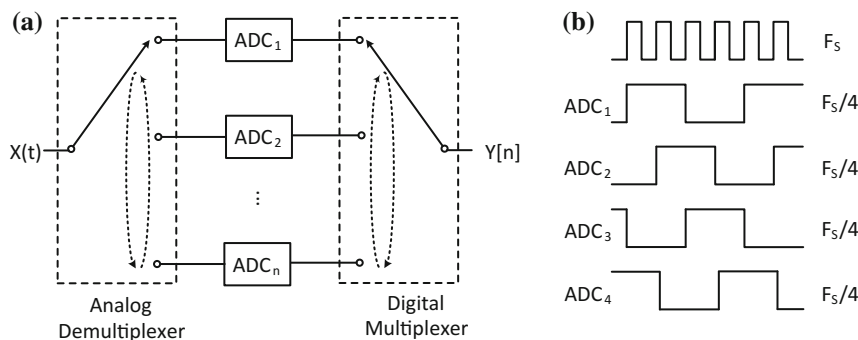 (a)
ADC1
X(t)
ADC2
Y[n]
...
ADCn
Analog
Demultiplexer
Digital
Multiplexer
(b)
FS
ADC1 FS/4
ADC2 FS/4
ADC3 FS/4
ADC4 FS/4